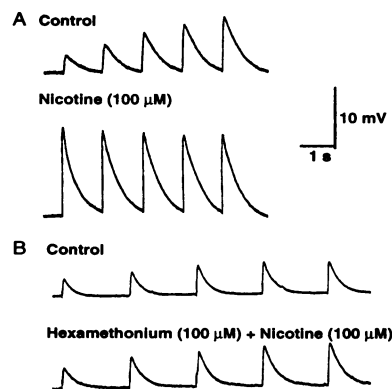 A Control
Nicotine (100 µM)
10 mV
1 s
B Control
Hexamethonium (100 µM) + Nicotine (100 µM)